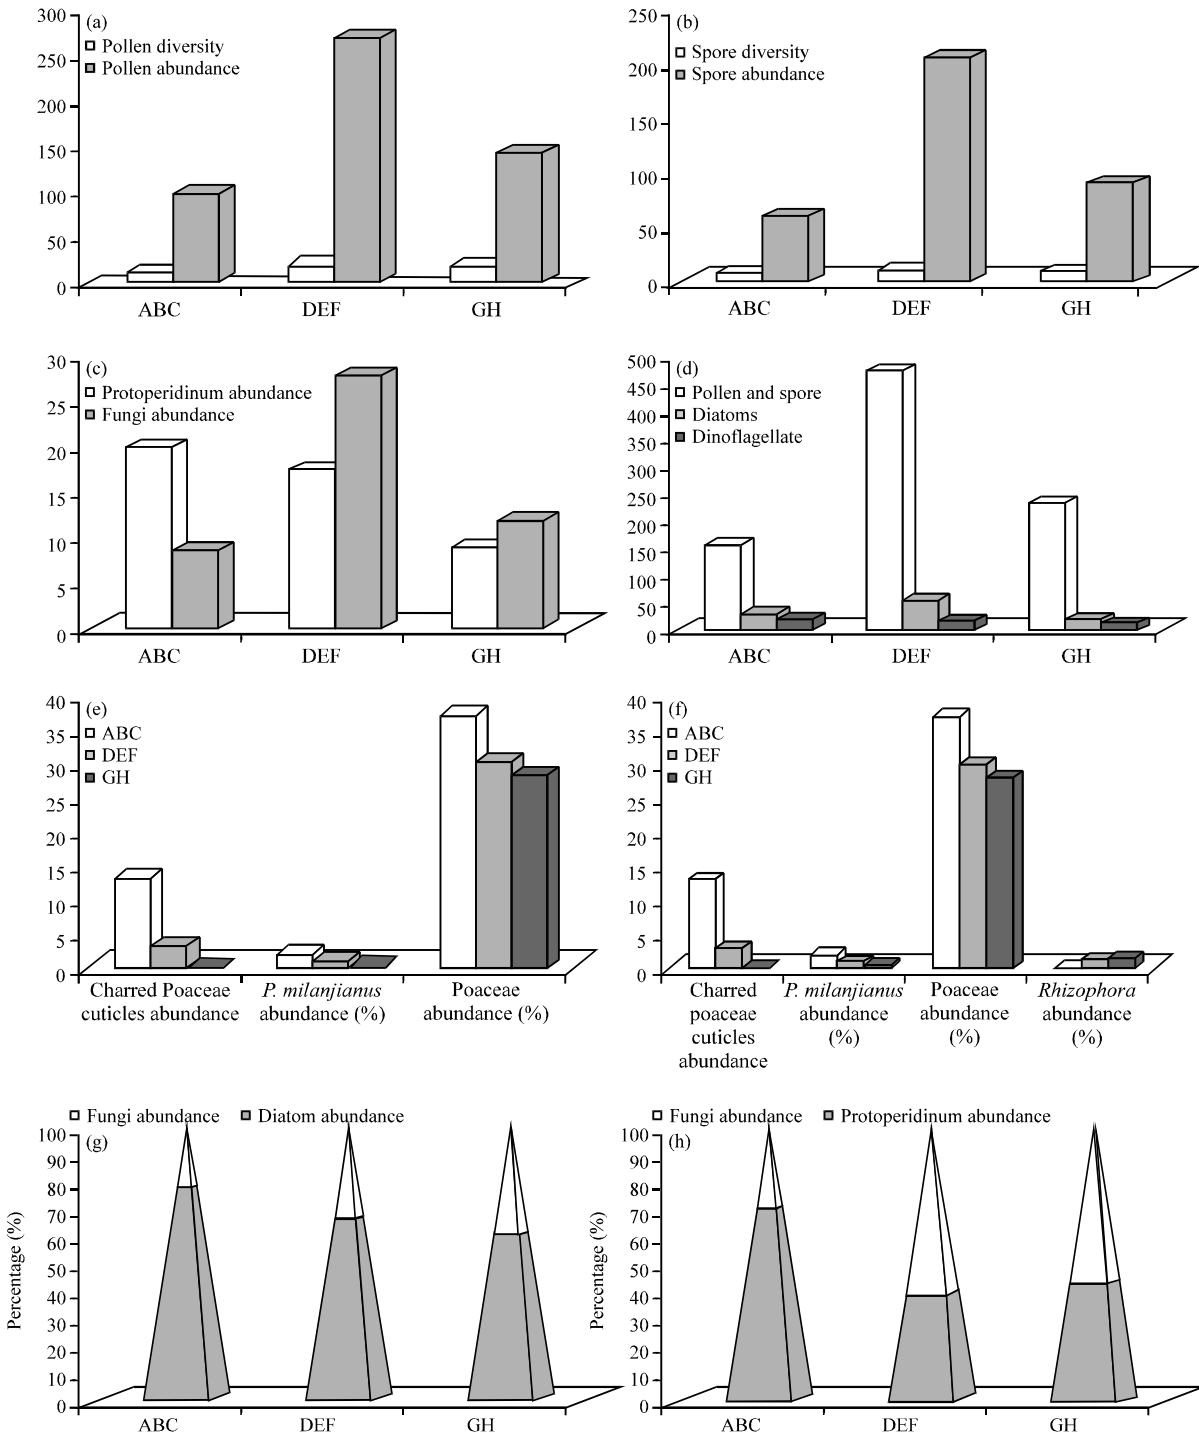 (a)
Pollen diversity
Pollen abundance
300
250
200
150
100
50
0
ABC DEF GH
(b)
Spore diversity
Spore abundance
250
200
150
100
50
0
ABC DEF GH
(c)
Protoperidinum abundance
Fungi abundance
30
25
20
15
10
5
0
ABC DEF GH
(d)
Pollen and spore
Diatoms
Dinoflagellate
500
450
400
350
300
250
200
150
100
50
0
ABC DEF GH
(e)
ABC
DEF
GH
40
35
30
25
20
15
10
5
0
Charred Poaceae
cuticles abundance
P. milanjianus
abundance (%)
Poaceae
abundance (%)
(f)
ABC
DEF
GH
40
35
30
25
20
15
10
5
0
Charred
poaceae
cuticles
abundance
P. milanjianus
abundance
(%)
Poaceae
abundance
(%)
Rhizophora
abundance
(%)
Fungi abundance Diatom abundance
(g)
Percentage (%)
100
90
80
70
60
50
40
30
20
10
0
ABC DEF GH
Fungi abundance Protoperidinum abundance
(h)
Percentage (%)
100
90
80
70
60
50
40
30
20
10
0
ABC DEF GH